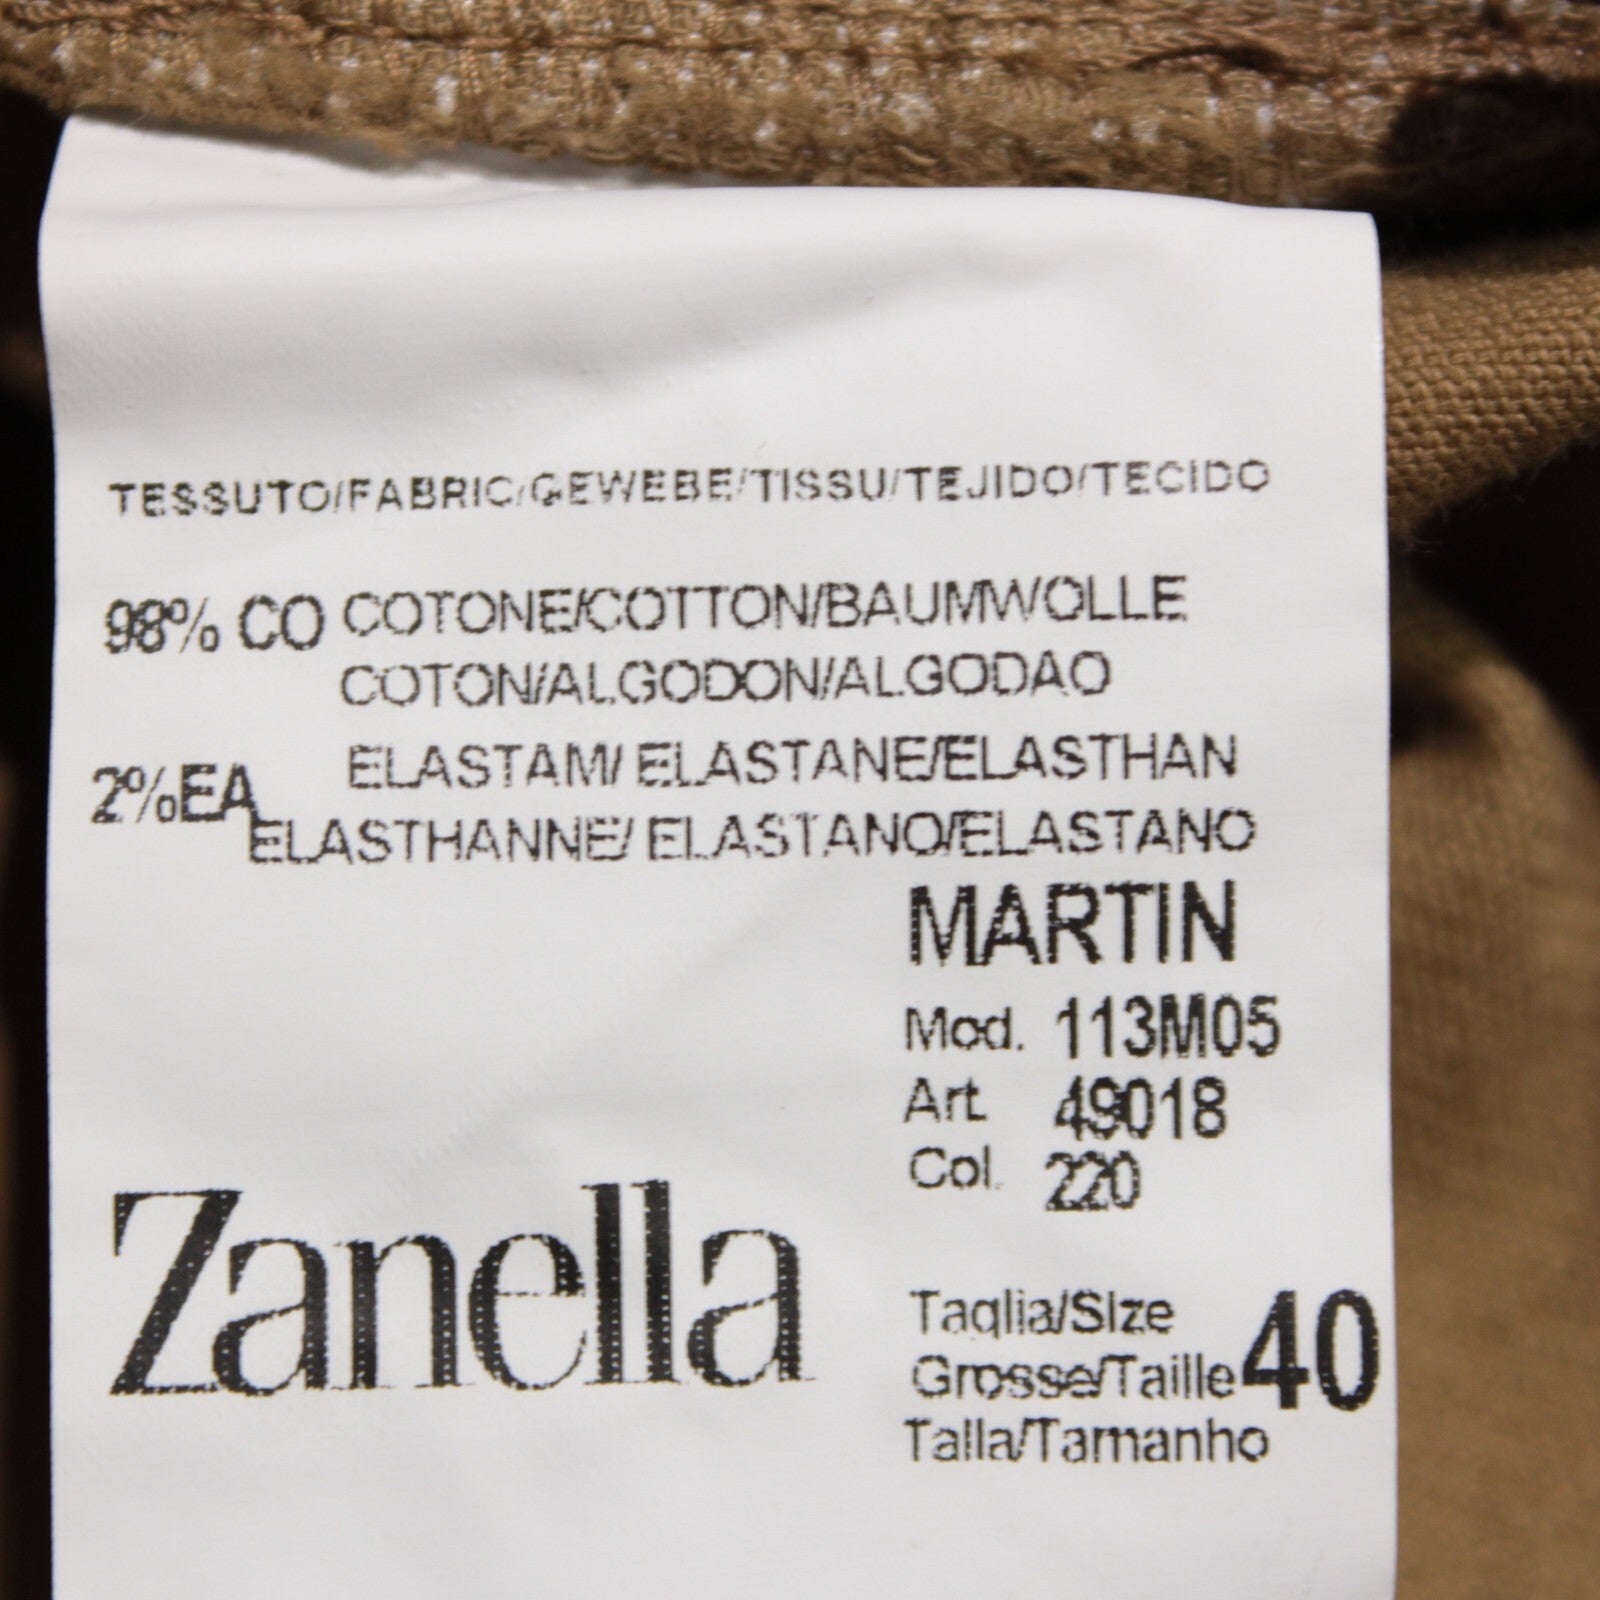 TESSUTO/FABRIC/GEWEBE/TISSU/TEJIDO/TECIDO
98% CO COTONE/COTTON/BAUMWOLLE
COTON/ALGODON/ALGODAO
2%EA ELASTAM/ ELASTANE/ELASTHAN
ELASTHANNE/ ELASTANO/ELASTANO
MARTIN
Mod. 113M05
Art. 49018
Col. 220
Zanella
Taglia/Size
Grosse/Taille 40
Talla/Tamanho